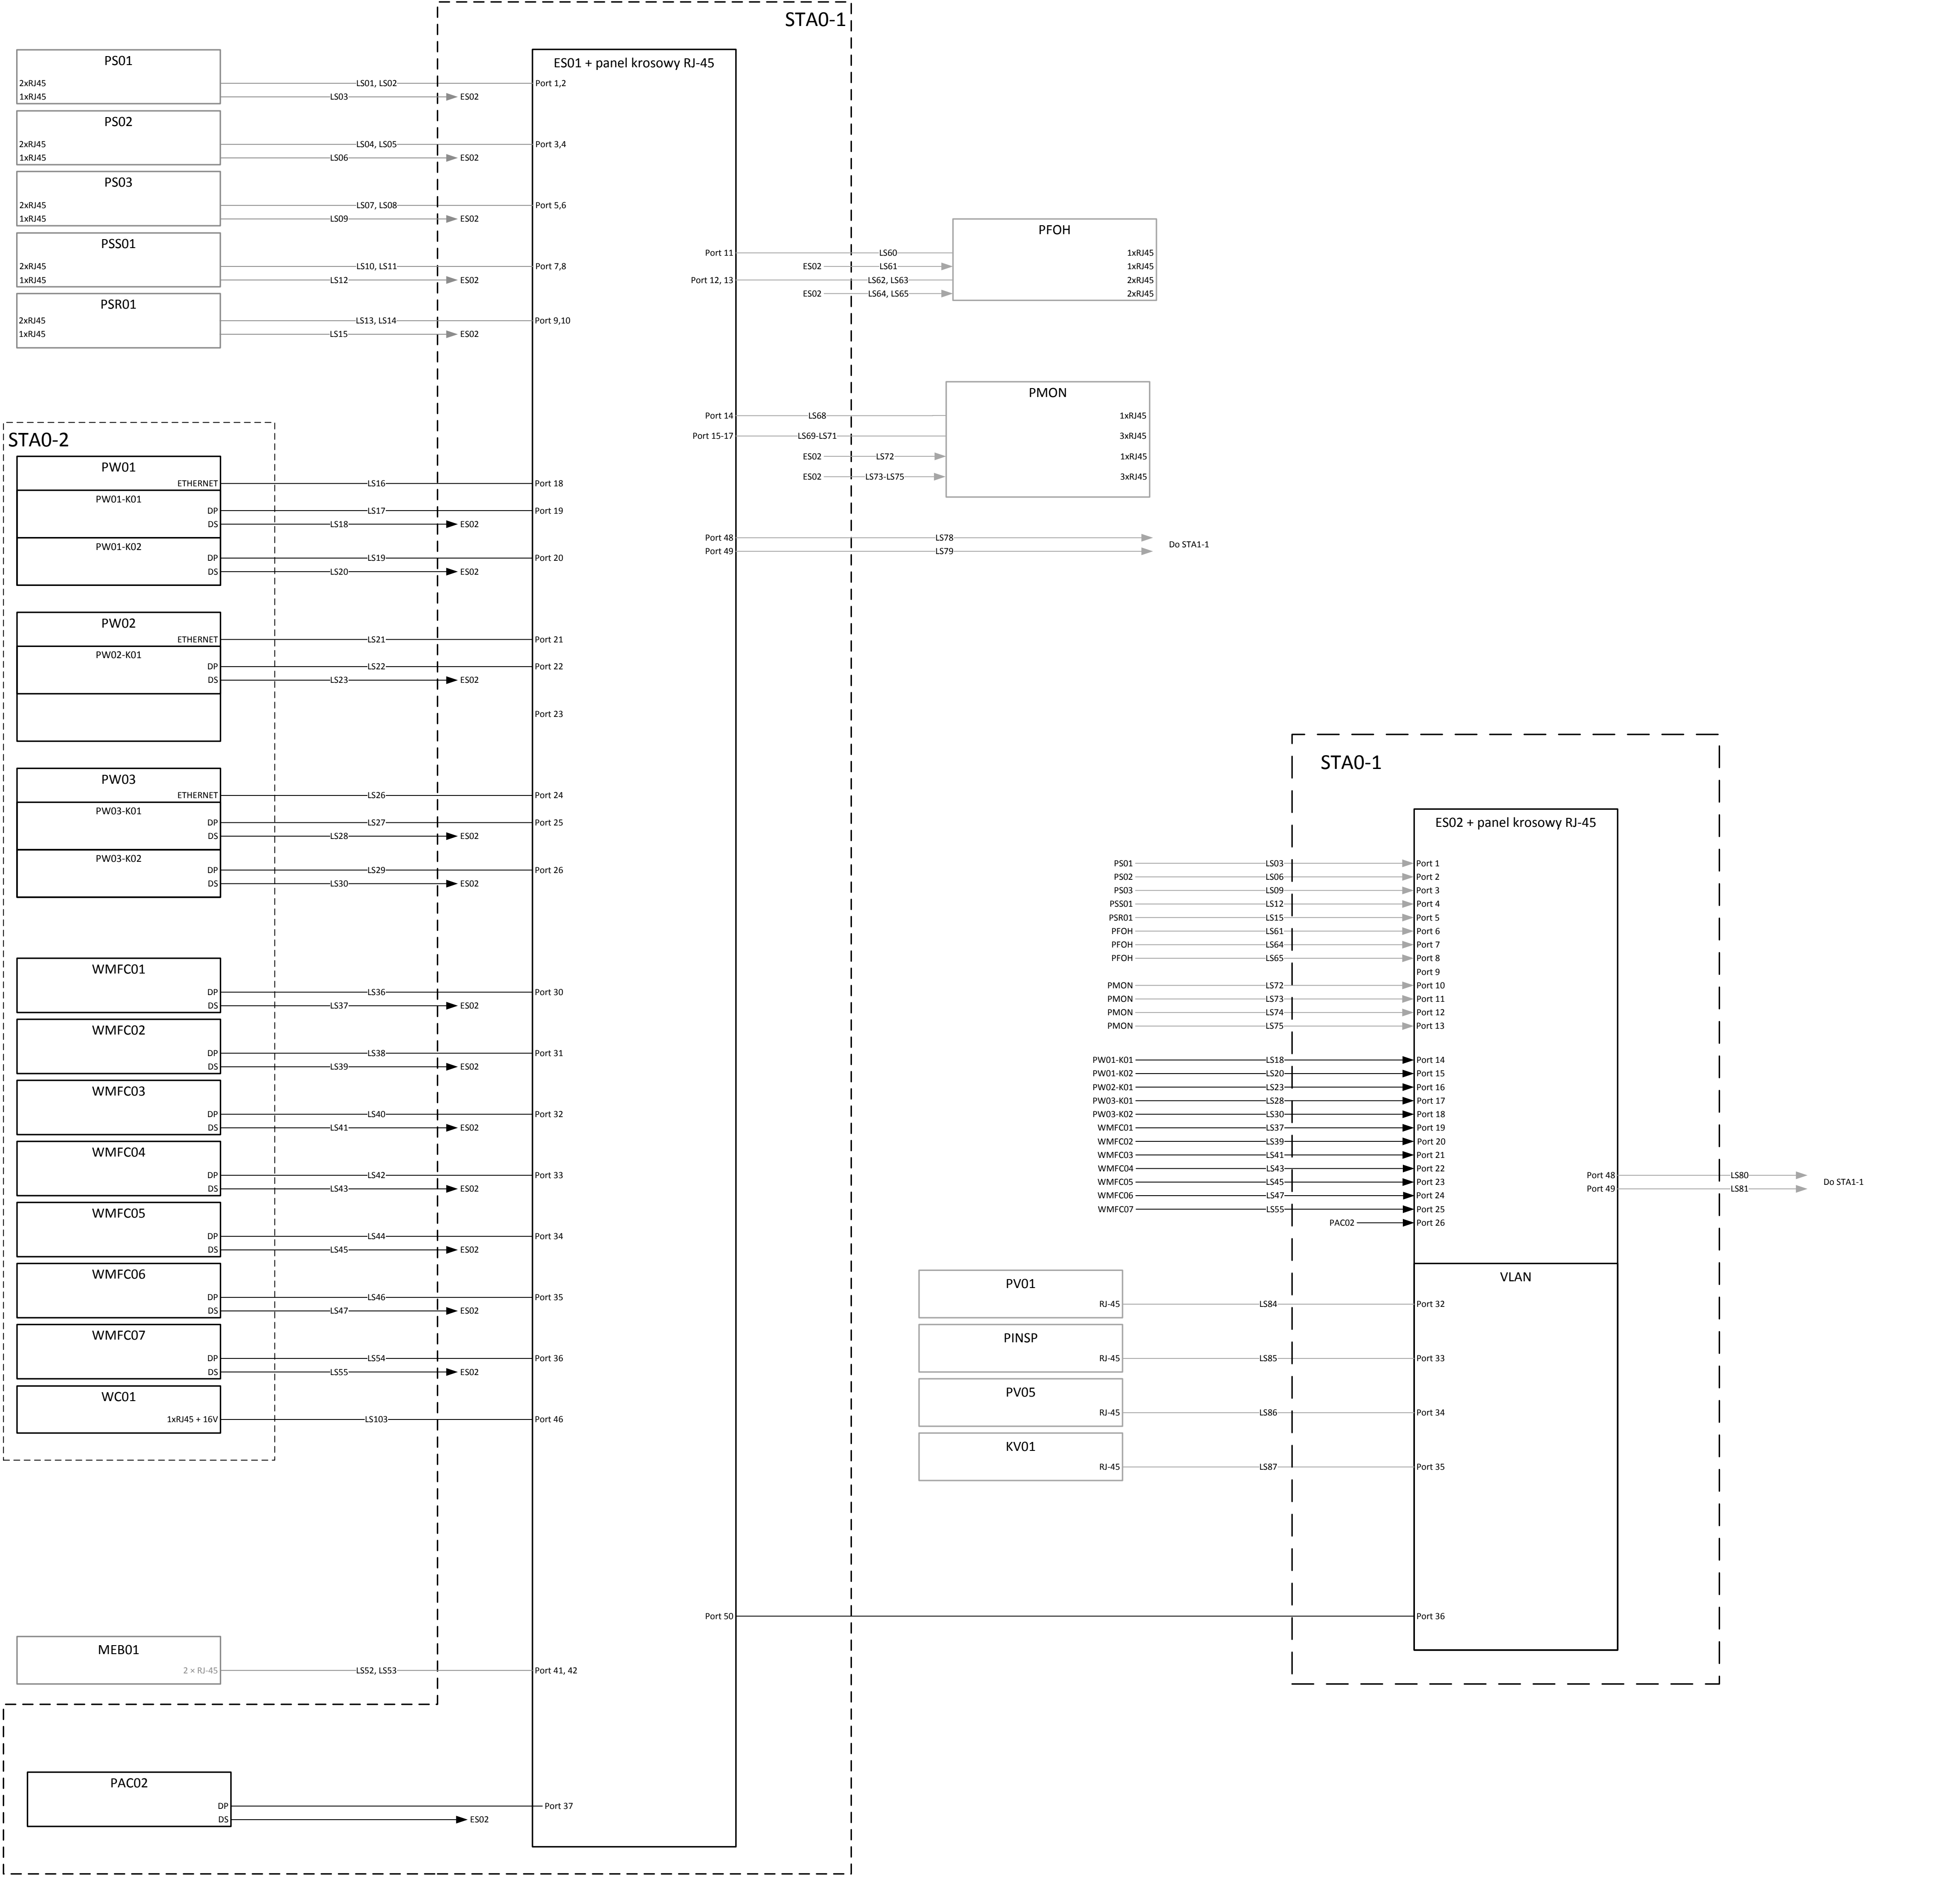 STA0-1
ES01 + panel krosowy RJ-45
PS01
2xRJ45 LS01, LS02 Port 1,2
1xRJ45 LS03 ES02
PS02
2xRJ45 LS04, LS05 Port 3,4
1xRJ45 LS06 ES02
PS03
2xRJ45 LS07, LS08 Port 5,6
1xRJ45 LS09 ES02
PSS01
2xRJ45 LS10, LS11 Port 7,8
1xRJ45 LS12 ES02
PSR01
2xRJ45 LS13, LS14 Port 9,10
1xRJ45 LS15 ES02
PFOH
Port 11 LS60 1xRJ45
ES02 LS61 1xRJ45
Port 12, 13 LS62, LS63 2xRJ45
ES02 LS64, LS65 2xRJ45
PMON
Port 14 LS68 1xRJ45
Port 15-17 LS69-LS71 3xRJ45
ES02 LS72 1xRJ45
ES02 LS73-LS75 3xRJ45
Port 48 LS78
Port 49 LS79
Do STA1-1
STA0-2
PW01
ETHERNET LS16 Port 18
PW01-K01
DP LS17 Port 19
DS LS18 ES02
PW01-K02
DP LS19 Port 20
DS LS20 ES02
PW02
ETHERNET LS21 Port 21
PW02-K01
DP LS22 Port 22
DS LS23 ES02
Port 23
PW03
ETHERNET LS26 Port 24
PW03-K01
DP LS27 Port 25
DS LS28 ES02
PW03-K02
DP LS29 Port 26
DS LS30 ES02
WMFC01
DP LS36 Port 30
DS LS37 ES02
WMFC02
DP LS38 Port 31
DS LS39 ES02
WMFC03
DP LS40 Port 32
DS LS41 ES02
WMFC04
DP LS42 Port 33
DS LS43 ES02
WMFC05
DP LS44 Port 34
DS LS45 ES02
WMFC06
DP LS46 Port 35
DS LS47 ES02
WMFC07
DP LS54 Port 36
DS LS55 ES02
WC01
1xRJ45 + 16V LS103 Port 46
MEB01
2 × RJ-45 LS52, LS53 Port 41, 42
PAC02
DP Port 37
DS ES02
STA0-1
ES02 + panel krosowy RJ-45
PS01 LS03 Port 1
PS02 LS06 Port 2
PS03 LS09 Port 3
PSS01 LS12 Port 4
PSR01 LS15 Port 5
PFOH LS61 Port 6
PFOH LS64 Port 7
PFOH LS65 Port 8
Port 9
PMON LS72 Port 10
PMON LS73 Port 11
PMON LS74 Port 12
PMON LS75 Port 13
PW01-K01 LS18 Port 14
PW01-K02 LS20 Port 15
PW02-K01 LS23 Port 16
PW03-K01 LS28 Port 17
PW03-K02 LS30 Port 18
WMFC01 LS37 Port 19
WMFC02 LS39 Port 20
WMFC03 LS41 Port 21
WMFC04 LS43 Port 22
WMFC05 LS45 Port 23
WMFC06 LS47 Port 24
WMFC07 LS55 Port 25
PAC02 Port 26
Port 48 LS80
Port 49 LS81
Do STA1-1
VLAN
PV01
RJ-45 LS84 Port 32
PINSP
RJ-45 LS85 Port 33
PV05
RJ-45 LS86 Port 34
KV01
RJ-45 LS87 Port 35
Port 50 Port 36